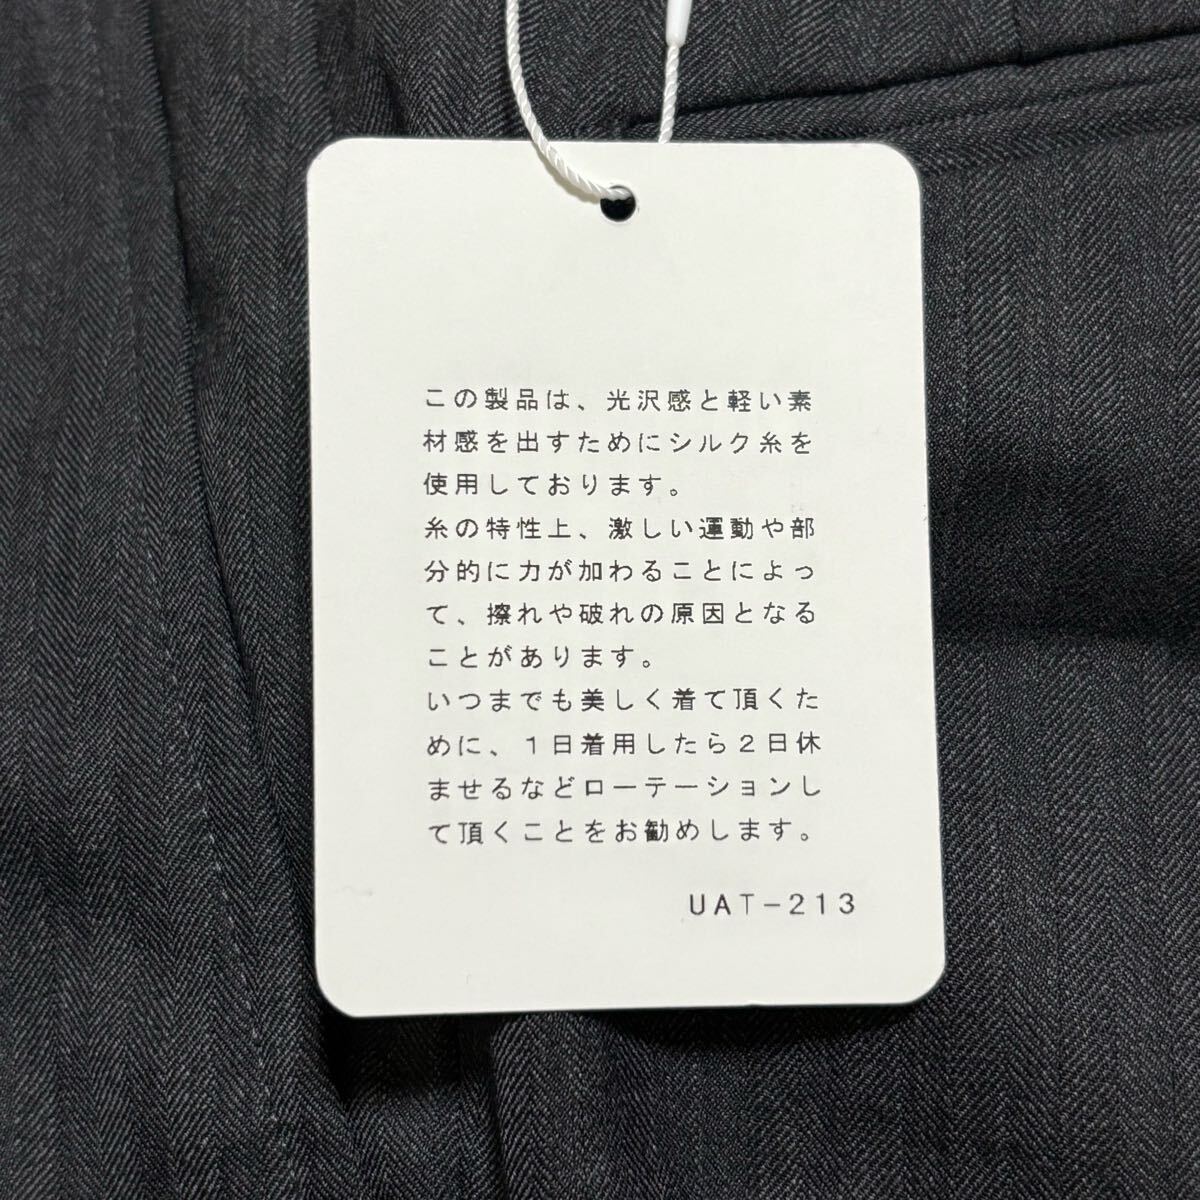 この製品は、光沢感と軽い素
材感を出すためにシルク糸を
使用しております。
糸の特性上、激しい運動や部
分的に力が加わることによっ
て、擦れや破れの原因となる
ことがあります。
いつまでも美しく着て頂くた
めに、１日着用したら２日休
ませるなどローテーションし
て頂くことをお勧めします。
ＵＡＴ－２１３